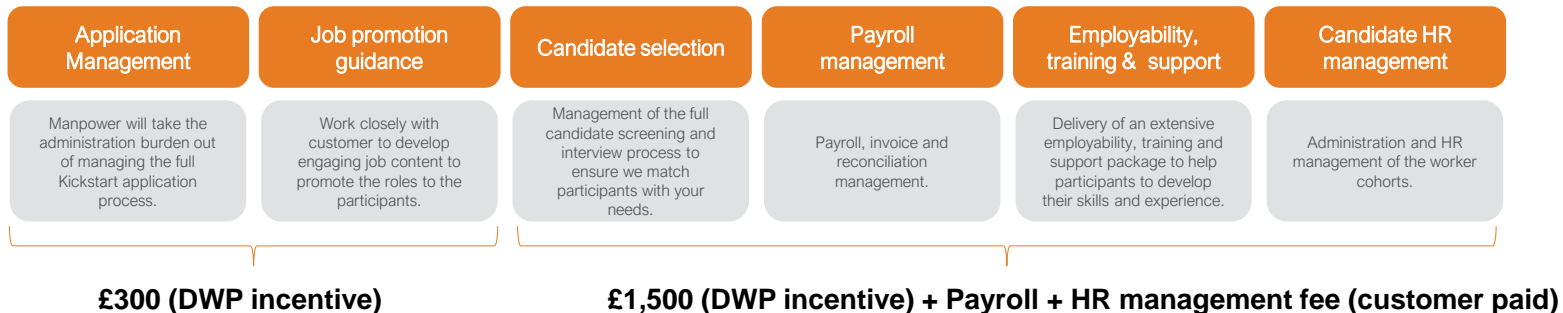 Application
Management
Job promotion
guidance
Candidate selection
Payroll
management
Employability,
training & support
Candidate HR
management
Manpower will take the
administration burden out
of managing the full
Kickstart application
process.
Work closely with
customer to develop
engaging job content to
promote the roles to the
participants.
Management of the full
candidate screening and
interview process to
ensure we match
participants with your
needs.
Payroll, invoice and
reconciliation
management.
Delivery of an extensive
employability, training and
support package to help
participants to develop
their skills and experience.
Administration and HR
management of the worker
cohorts.
£300 (DWP incentive)
£1,500 (DWP incentive) + Payroll + HR management fee (customer paid)